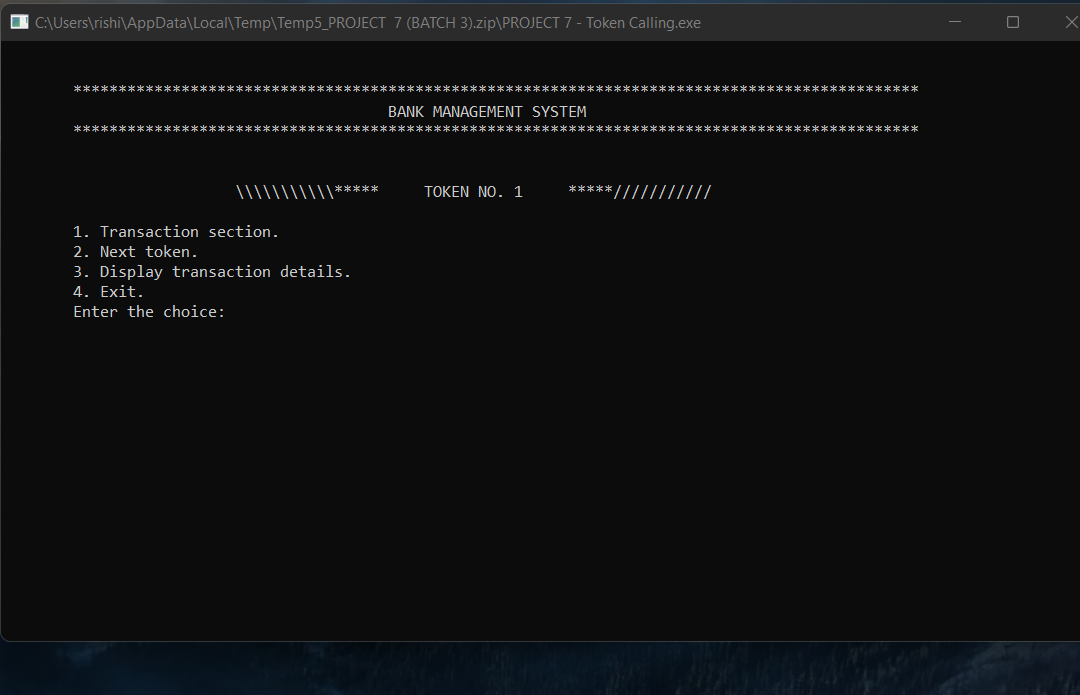 C:\Users\rishi\AppData\Local\Temp\Temp5_PROJECT  7 (BATCH 3).zip\PROJECT 7 - Token Calling.exe
**********************************************************************************************
BANK MANAGEMENT SYSTEM
**********************************************************************************************
\\\\\\\\\\\*****     TOKEN NO. 1     *****///////////
1. Transaction section.
2. Next token.
3. Display transaction details.
4. Exit.
Enter the choice: